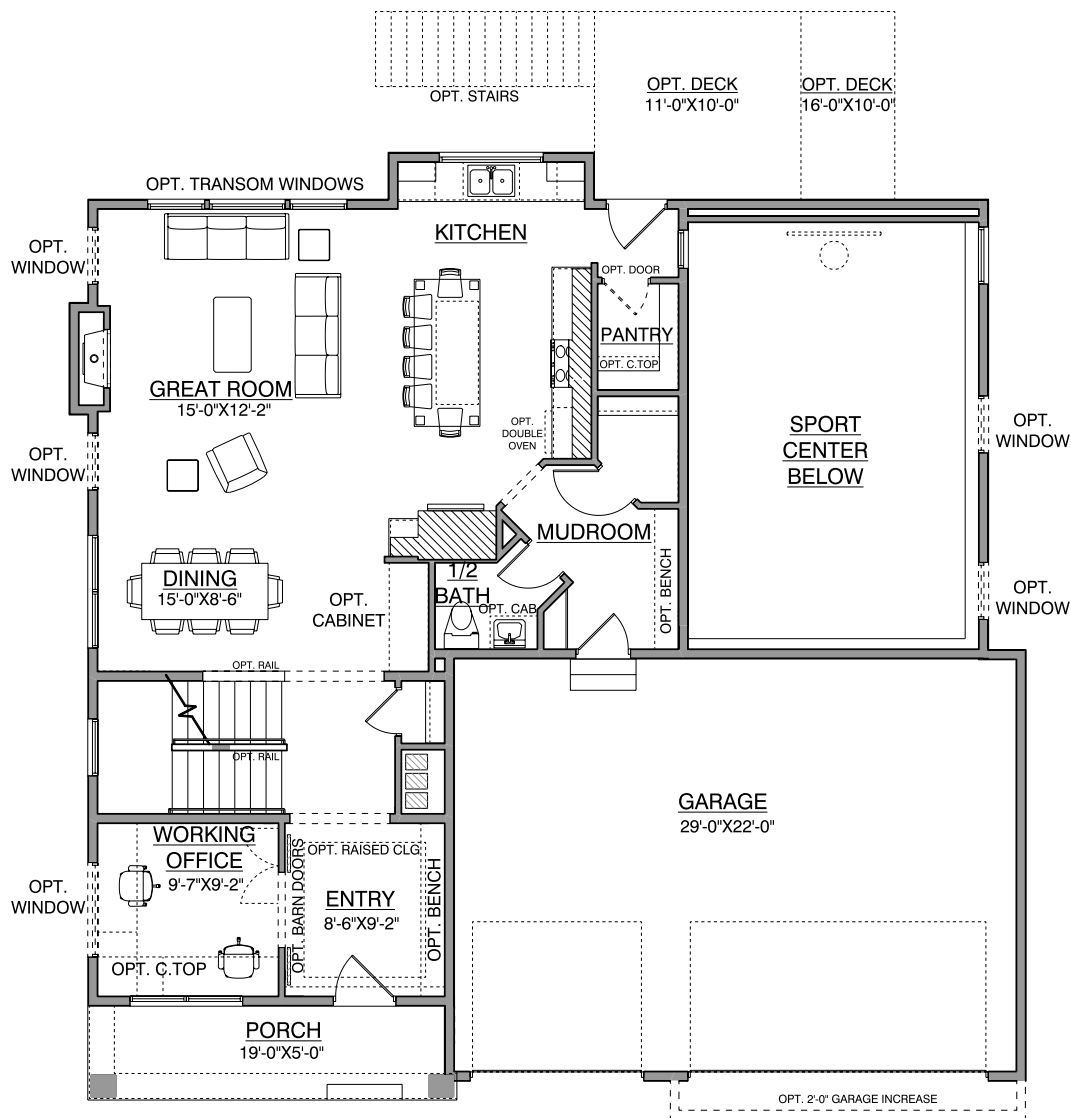 OPT. DECK
11'-0"X10'-0"
OPT. DECK
16'-0"X10'-0"
OPT. STAIRS
OPT. TRANSOM WINDOWS
KITCHEN
OPT.
WINDOW
OPT. DOOR
PANTRY
OPT. C.TOP
GREAT ROOM
15'-0"X12'-2"
OPT.
DOUBLE
OVEN
SPORT
CENTER
BELOW
OPT.
WINDOW
OPT.
WINDOW
MUDROOM
OPT. BENCH
DINING
15'-0"X8'-6"
1/2
BATH
OPT. CAB
OPT.
CABINET
OPT.
WINDOW
OPT. RAIL
OPT. RAIL
GARAGE
29'-0"X22'-0"
WORKING
OFFICE
9'-7"X9'-2"
OPT. BARN DOORS
OPT. RAISED CLG
ENTRY
8'-6"X9'-2"
OPT. BENCH
OPT.
WINDOW
OPT. C.TOP
PORCH
19'-0"X5'-0"
OPT. 2'-0" GARAGE INCREASE